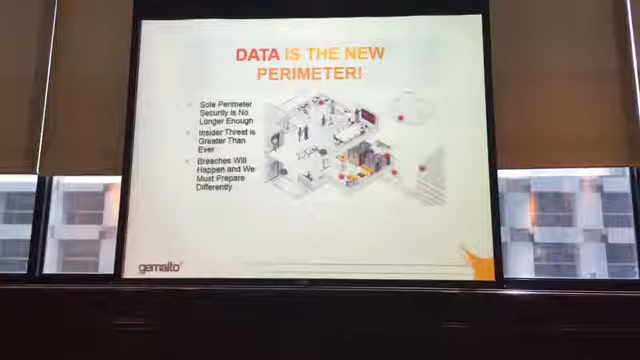 DATA IS THE NEW
PERIMETER!
Sole Perimeter
Security is No
Longer Enough
Insider Threat is
Greater Than
Ever
Breaches Will
Happen and We
Must Prepare
Differently
gemalto